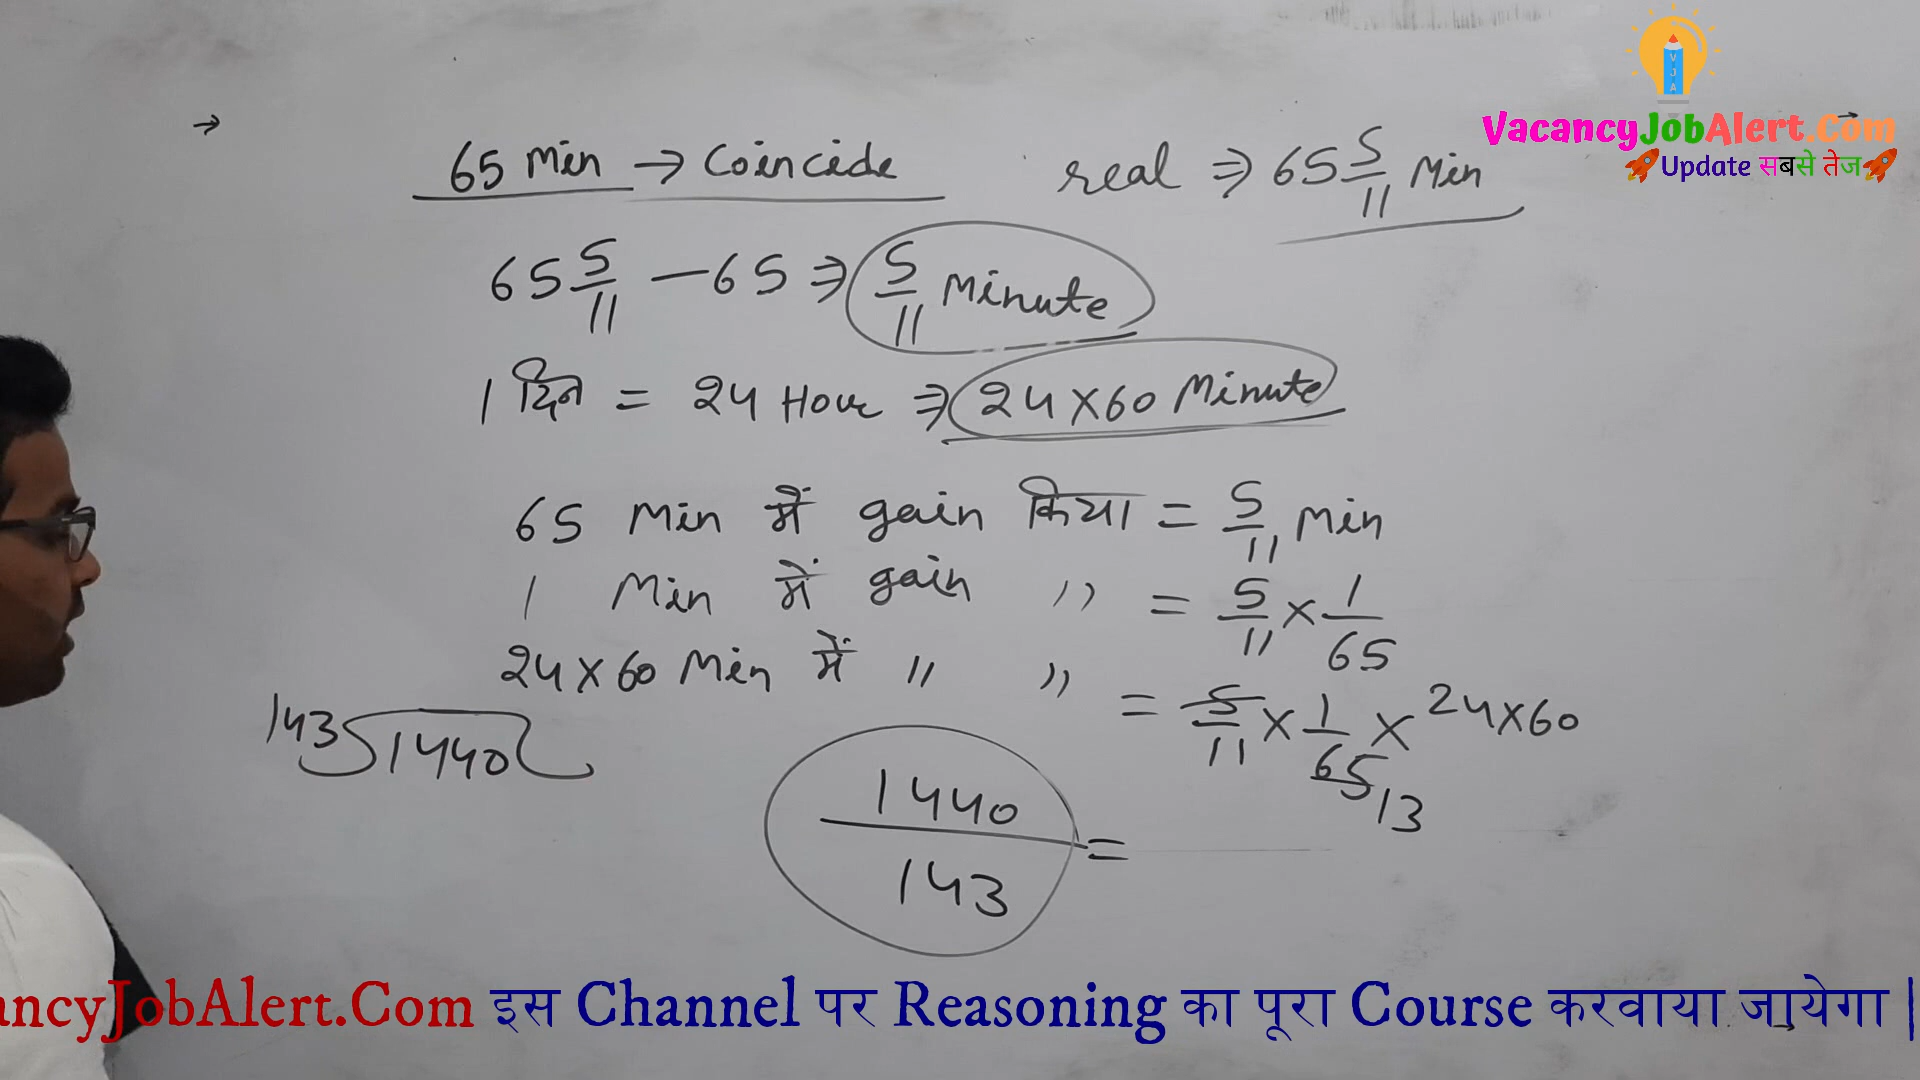 VacancyJobAlert.Com
Update सबसे तेज
VJA
→
65 Min → Coincide real ⇒ 65 5/11 Min
65 5/11 — 65 ⇒ 5/11 Minute
1 दिन = 24 Hour ⇒ 24×60 Minute
65 Min में gain किया = 5/11 Min
1 Min में gain ,, = 5/11 × 1/65
24×60 Min में ,, ,, = 5/11 × 1/65 × 24×60
13
143 1440
1440/143 =
ancyJobAlert.Com इस Channel पर Reasoning का पूरा Course करवाया जायेगा |